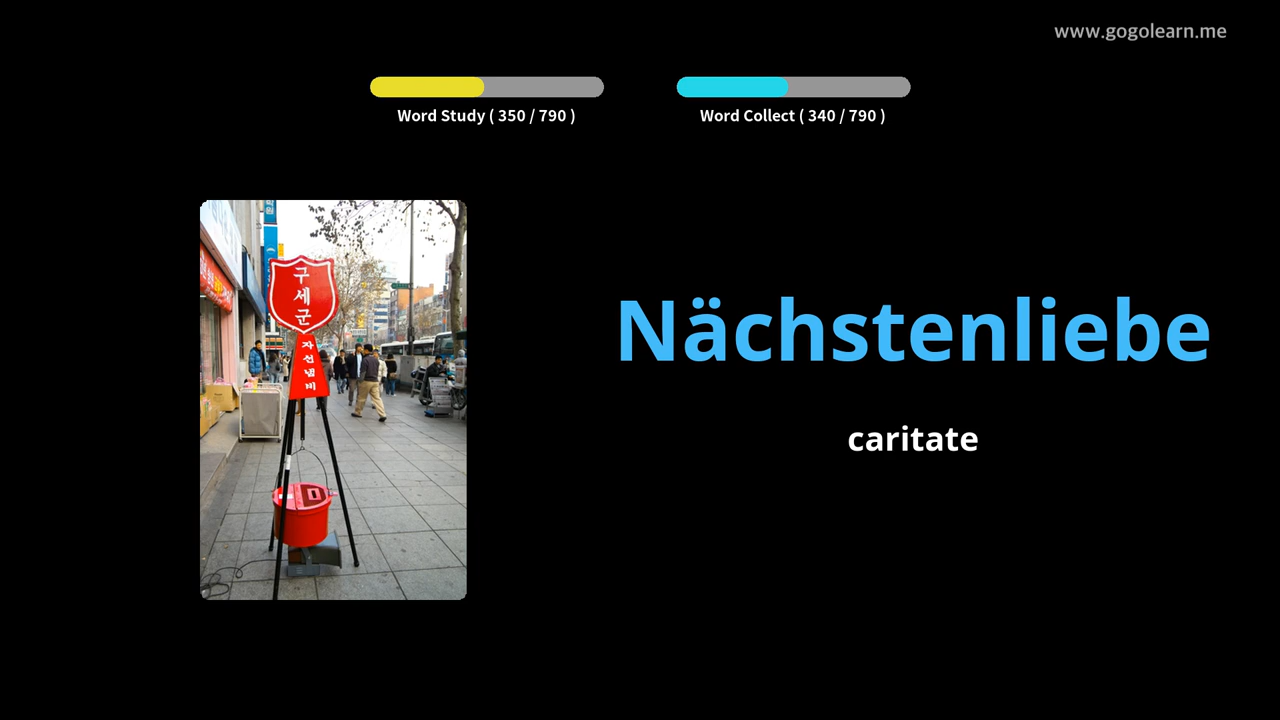 www.gogolearn.me
Word Study ( 350 / 790 )
Word Collect ( 340 / 790 )
구세군
자선냄비
Nächstenliebe
caritate